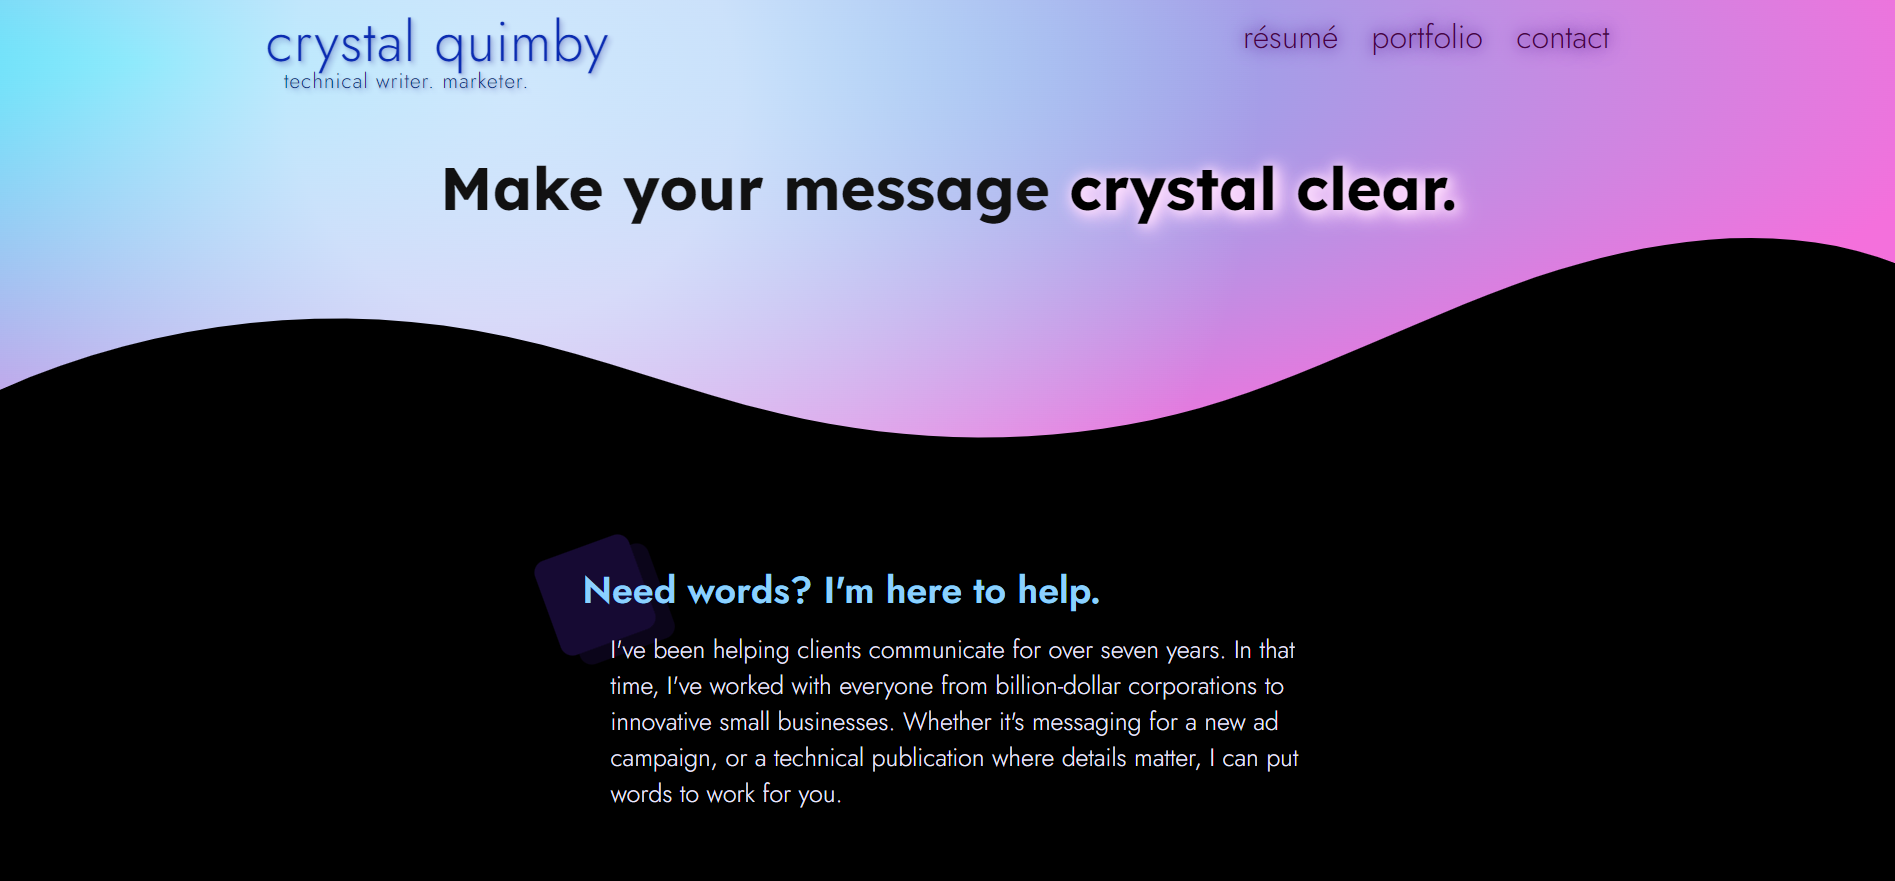 crystal quimby
technical writer. marketer.
résumé portfolio contact
Make your message crystal clear.
Need words? I'm here to help.
I've been helping clients communicate for over seven years. In that
time, I've worked with everyone from billion-dollar corporations to
innovative small businesses. Whether it's messaging for a new ad
campaign, or a technical publication where details matter, I can put
words to work for you.